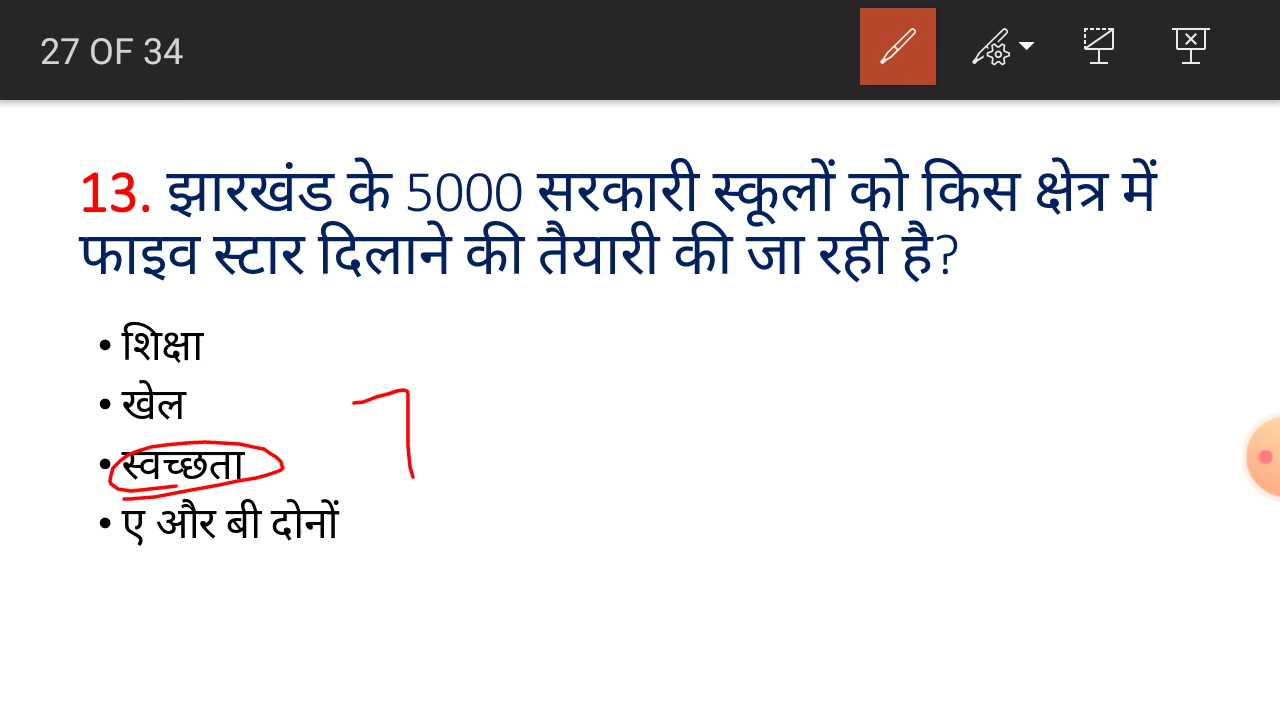 27 OF 34
13. झारखंड के 5000 सरकारी स्कूलों को किस क्षेत्र में
फाइव स्टार दिलाने की तैयारी की जा रही है?
• शिक्षा
• खेल
• स्वच्छता
• ए और बी दोनों